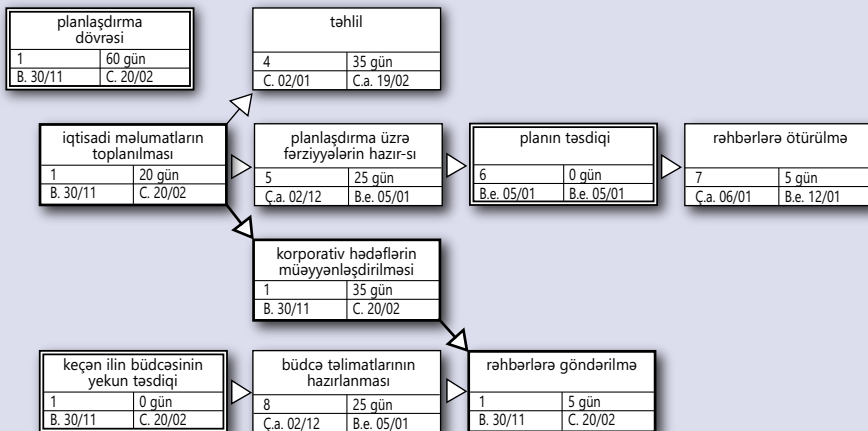 planlaşdırma
dövrəsi
1 60 gün
B. 30/11 C. 20/02
təhlil
4 35 gün
C. 02/01 C.a. 19/02
iqtisadi məlumatların
toplanılması
1 20 gün
B. 30/11 C. 20/02
planlaşdırma üzrə
fərziyyələrin hazır-sı
5 25 gün
Ç.a. 02/12 B.e. 05/01
planın təsdiqi
6 0 gün
B.e. 05/01 B.e. 05/01
rəhbərlərə ötürülmə
7 5 gün
Ç.a. 06/01 B.e. 12/01
korporativ hədəflərin
müəyyənləşdirilməsi
1 35 gün
B. 30/11 C. 20/02
keçən ilin büdcəsinin
yekun təsdiqi
1 0 gün
B. 30/11 C. 20/02
büdcə təlimatlarının
hazırlanması
8 25 gün
Ç.a. 02/12 B.e. 05/01
rəhbərlərə göndərilmə
1 5 gün
B. 30/11 C. 20/02